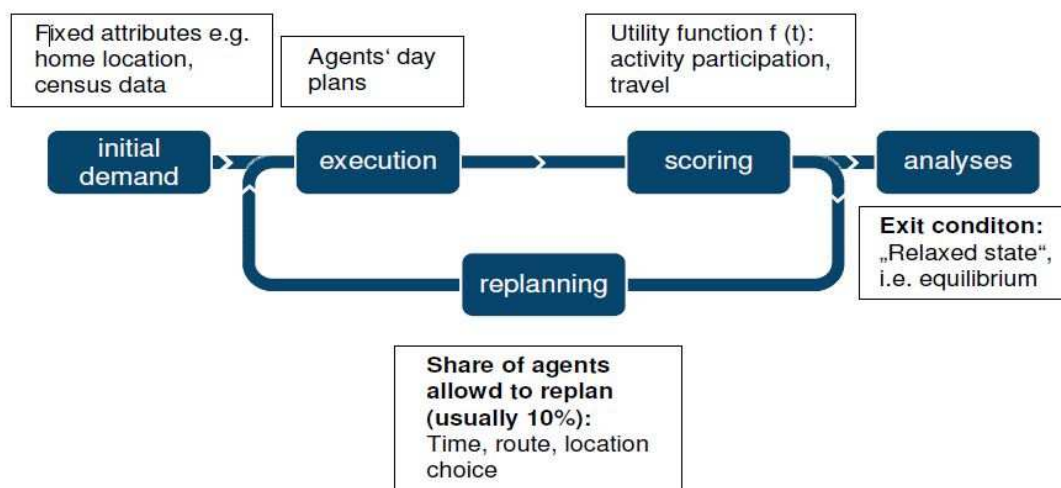 Fixed attributes e.g.
home location,
census data
Agents‘ day
plans
Utility function f (t):
activity participation,
travel
initial
demand
execution
scoring
analyses
Exit conditon:
„Relaxed state“,
i.e. equilibrium
replanning
Share of agents
allowd to replan
(usually 10%):
Time, route, location
choice